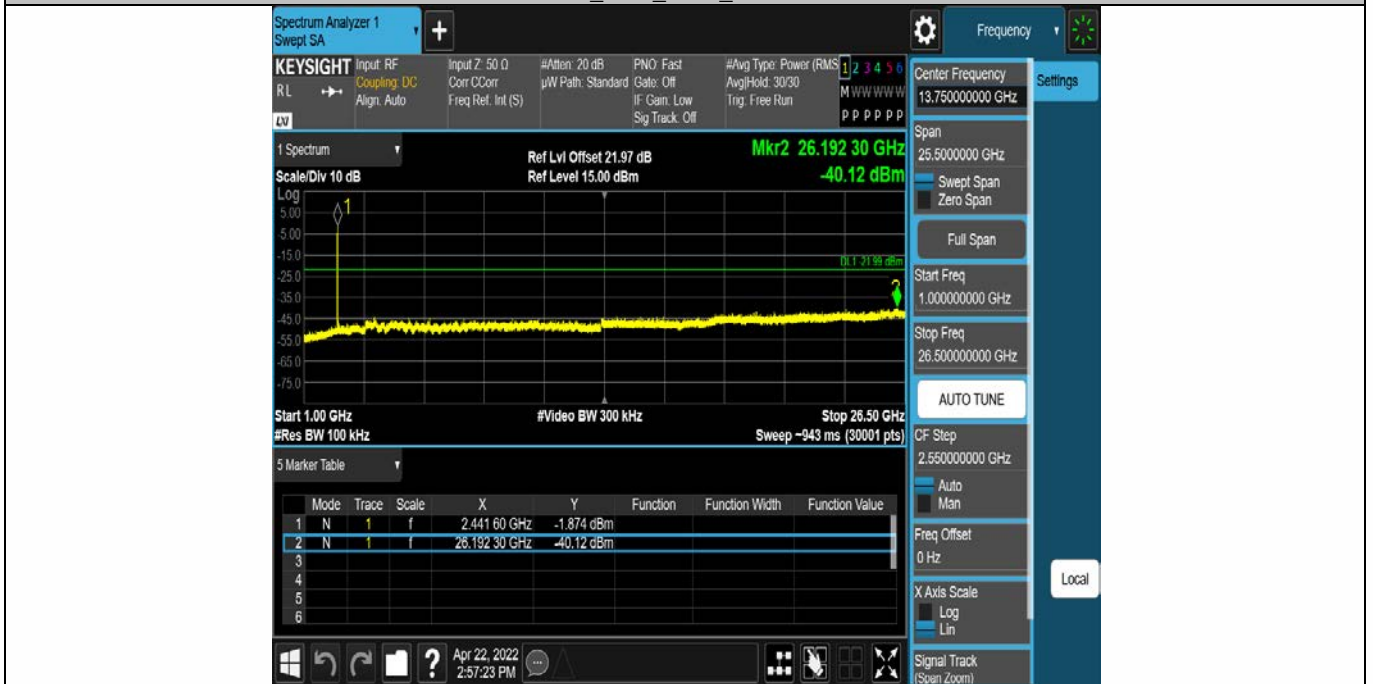 Spectrum Analyzer 1
Swept SA
+
Frequency
KEYSIGHT
RL
LXI
Input: RF
Coupling: DC
Align: Auto
Input Z: 50 Ω
Corr CCorr
Freq Ref: Int (S)
#Atten: 20 dB
µW Path: Standard
PNO: Fast
Gate: Off
IF Gain: Low
Sig Track: Off
#Avg Type: Power (RMS
Avg|Hold: 30/30
Trig: Free Run
1 2 3 4 5 6
M W W W W W
P P P P P P
1 Spectrum
Scale/Div 10 dB
Ref Lvl Offset 21.97 dB
Ref Level 15.00 dBm
Mkr2 26.192 30 GHz
-40.12 dBm
Log
5.00
-5.00
-15.0
-25.0
-35.0
-45.0
-55.0
-65.0
-75.0
1
DL1 -21.99 dBm
2
Start 1.00 GHz
#Video BW 300 kHz
Stop 26.50 GHz
#Res BW 100 kHz
Sweep ~943 ms (30001 pts)
5 Marker Table
Mode Trace Scale X Y Function Function Width Function Value
1 N 1 f 2.441 60 GHz -1.874 dBm
2 N 1 f 26.192 30 GHz -40.12 dBm
3
4
5
6
?
Apr 22, 2022
2:57:23 PM
Center Frequency
13.750000000 GHz
Span
25.5000000 GHz
Swept Span
Zero Span
Full Span
Start Freq
1.000000000 GHz
Stop Freq
26.500000000 GHz
AUTO TUNE
CF Step
2.550000000 GHz
Auto
Man
Freq Offset
0 Hz
X Axis Scale
Log
Lin
Signal Track
(Span Zoom)
Settings
Local